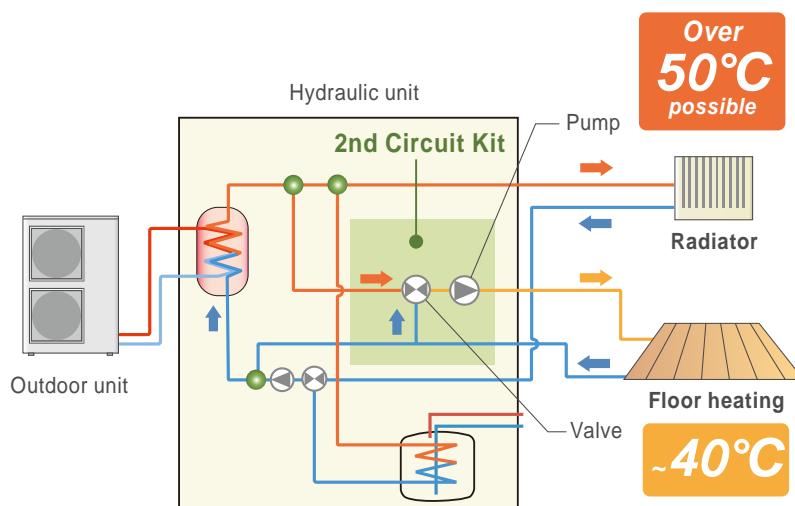 Over
50°C
possible
Hydraulic unit
Pump
2nd Circuit Kit
Radiator
Outdoor unit
Floor heating
Valve
~40°C